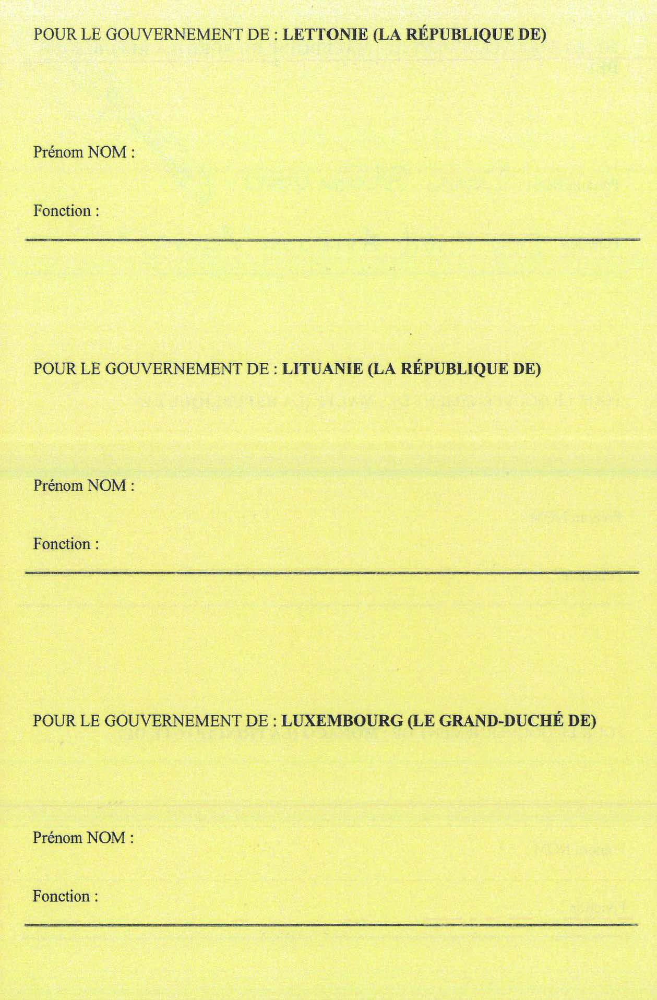 POUR LE GOUVERNEMENT DE : LETTONIE (LA RÉPUBLIQUE DE)
Prénom NOM :
Fonction :
POUR LE GOUVERNEMENT DE : LITUANIE (LA RÉPUBLIQUE DE)
Prénom NOM :
Fonction :
POUR LE GOUVERNEMENT DE : LUXEMBOURG (LE GRAND-DUCHÉ DE)
Prénom NOM :
Fonction :